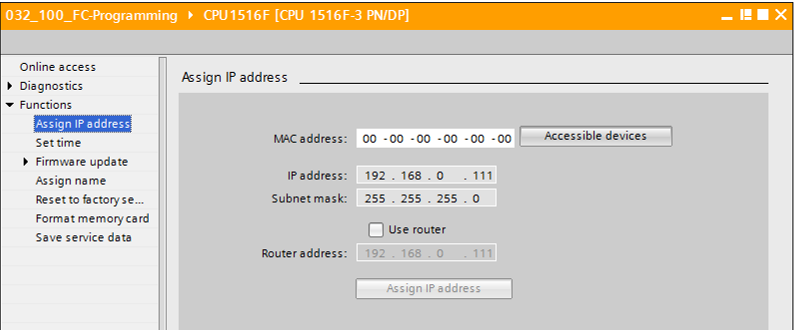 032_100_FC-Programming ▸ CPU1516F [CPU 1516F-3 PN/DP]
Online access
Diagnostics
Functions
Assign IP address
Set time
Firmware update
Assign name
Reset to factory se...
Format memory card
Save service data
Assign IP address
MAC address: 00 -00 -00 -00 -00 -00 Accessible devices
IP address: 192 . 168 . 0 . 111
Subnet mask: 255 . 255 . 255 . 0
Use router
Router address: 192 . 168 . 0 . 111
Assign IP address